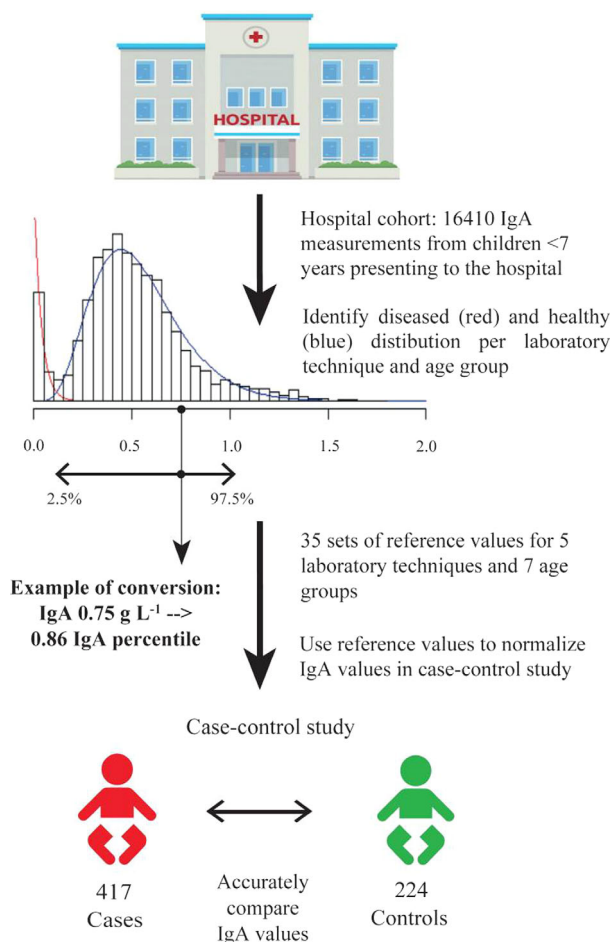 HOSPITAL
Hospital cohort: 16410 IgA
measurements from children <7
years presenting to the hospital
Identify diseased (red) and healthy
(blue) distibution per laboratory
technique and age group
0.0 0.5 1.0 1.5 2.0
2.5% 97.5%
35 sets of reference values for 5
laboratory techniques and 7 age
groups
Example of conversion:
IgA 0.75 g L⁻¹ -->
0.86 IgA percentile
Use reference values to normalize
IgA values in case-control study
Case-control study
417
Cases
Accurately
compare
IgA values
224
Controls